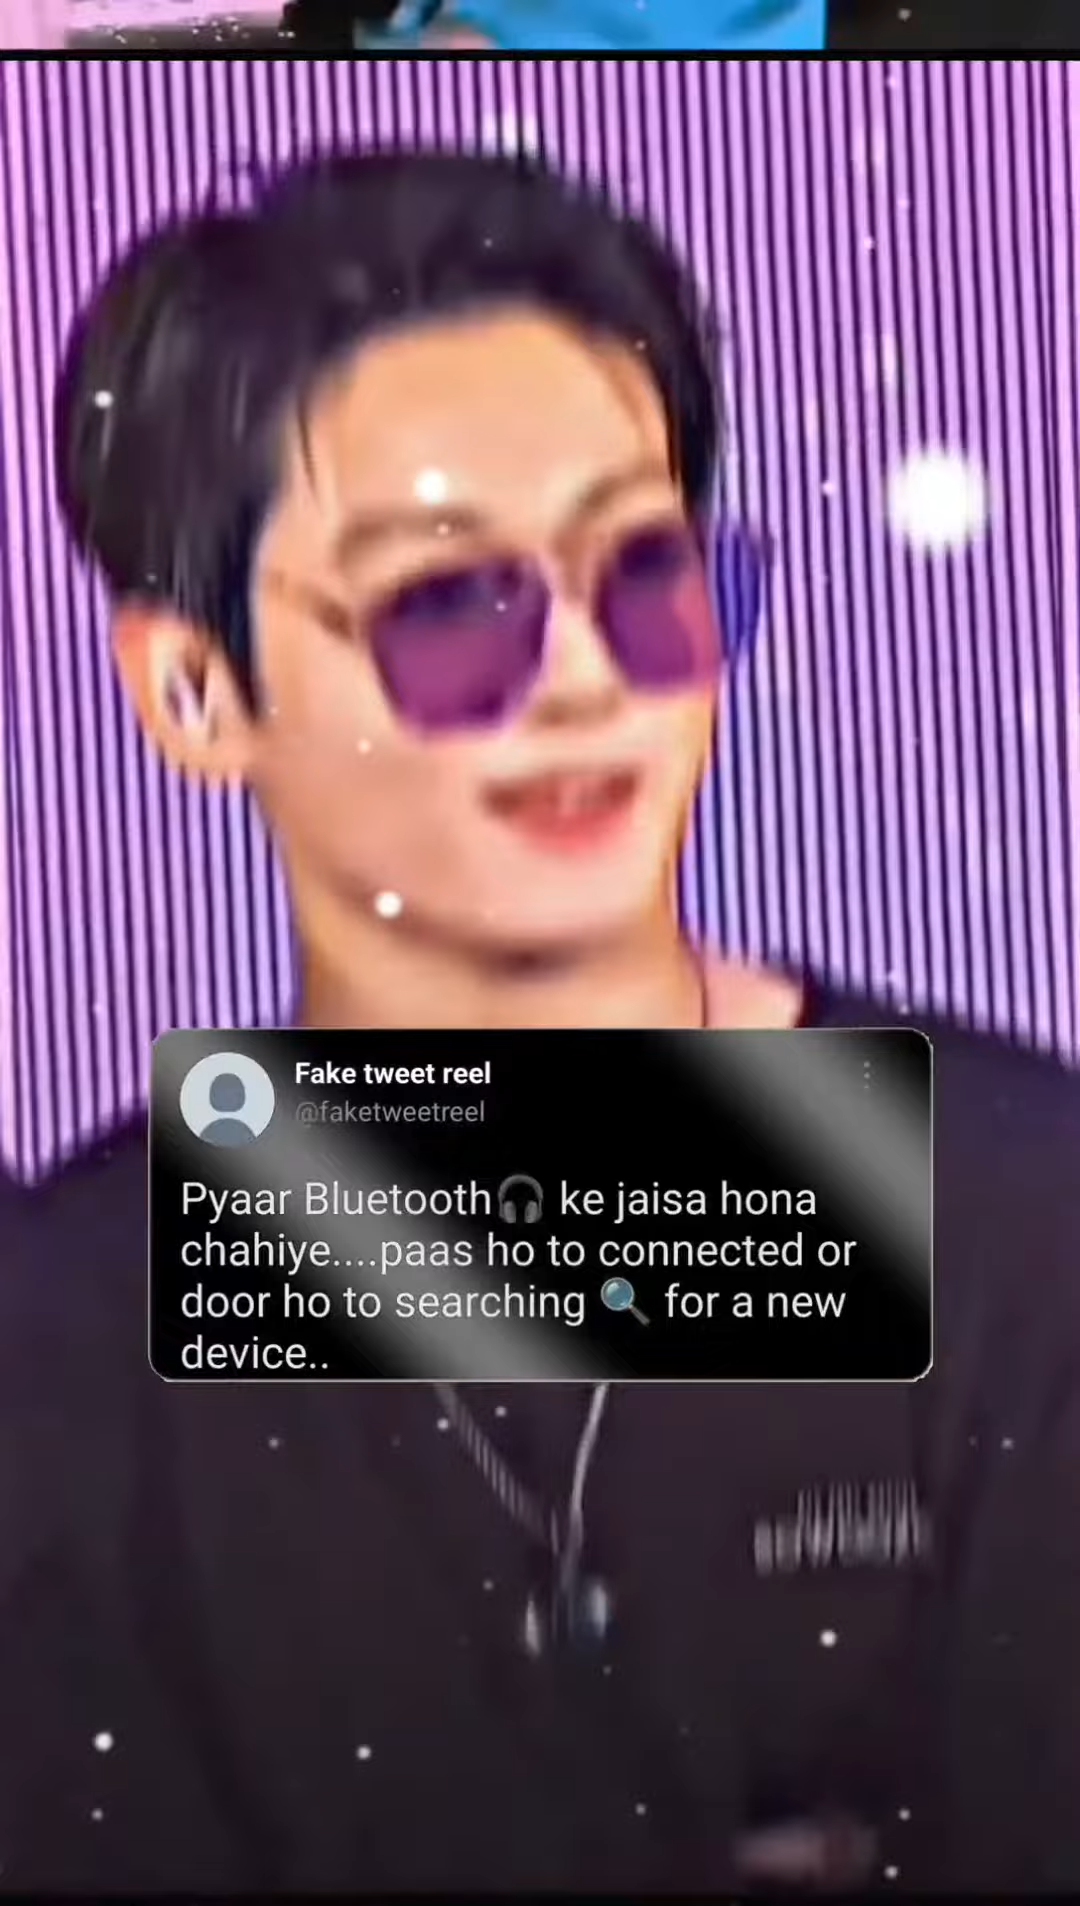 Fake tweet reel
@faketweetreel
Pyaar Bluetooth🎧 ke jaisa hona
chahiye....paas ho to connected or
door ho to searching 🔍 for a new
device..